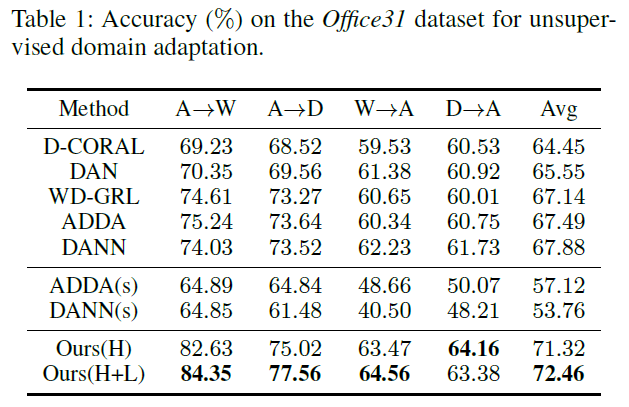 Table 1: Accuracy (%) on the Office31 dataset for unsuper-
vised domain adaptation.
Method A→W A→D W→A D→A Avg
D-CORAL 69.23 68.52 59.53 60.53 64.45
DAN 70.35 69.56 61.38 60.92 65.55
WD-GRL 74.61 73.27 60.65 60.01 67.14
ADDA 75.24 73.64 60.34 60.75 67.49
DANN 74.03 73.52 62.23 61.73 67.88
ADDA(s) 64.89 64.84 48.66 50.07 57.12
DANN(s) 64.85 61.48 40.50 48.21 53.76
Ours(H) 82.63 75.02 63.47 64.16 71.32
Ours(H+L) 84.35 77.56 64.56 63.38 72.46